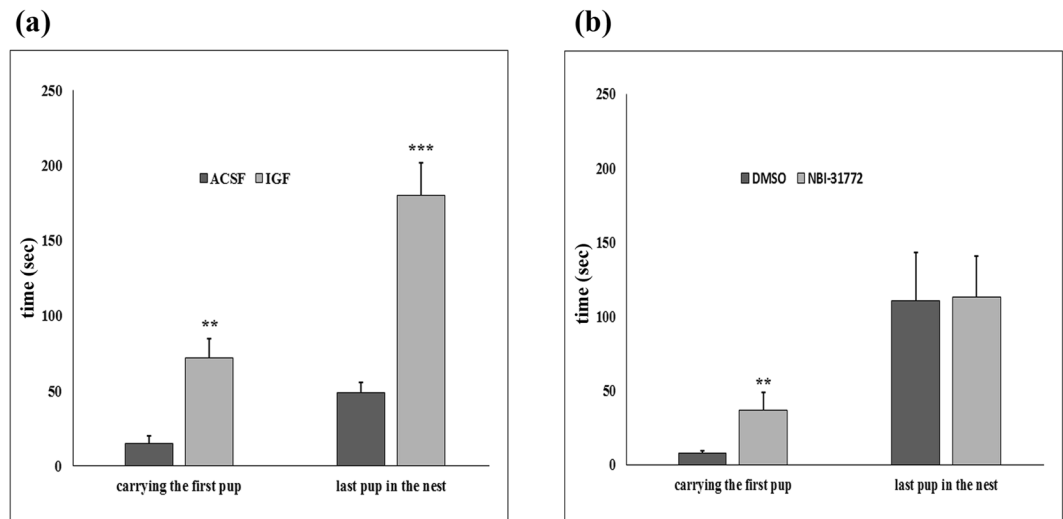 (a)
250
200
150
100
50
0
time (sec)
ACSF IGF
**
***
carrying the first pup last pup in the nest
(b)
250
200
150
100
50
0
time (sec)
DMSO NBI-31772
**
carrying the first pup last pup in the nest